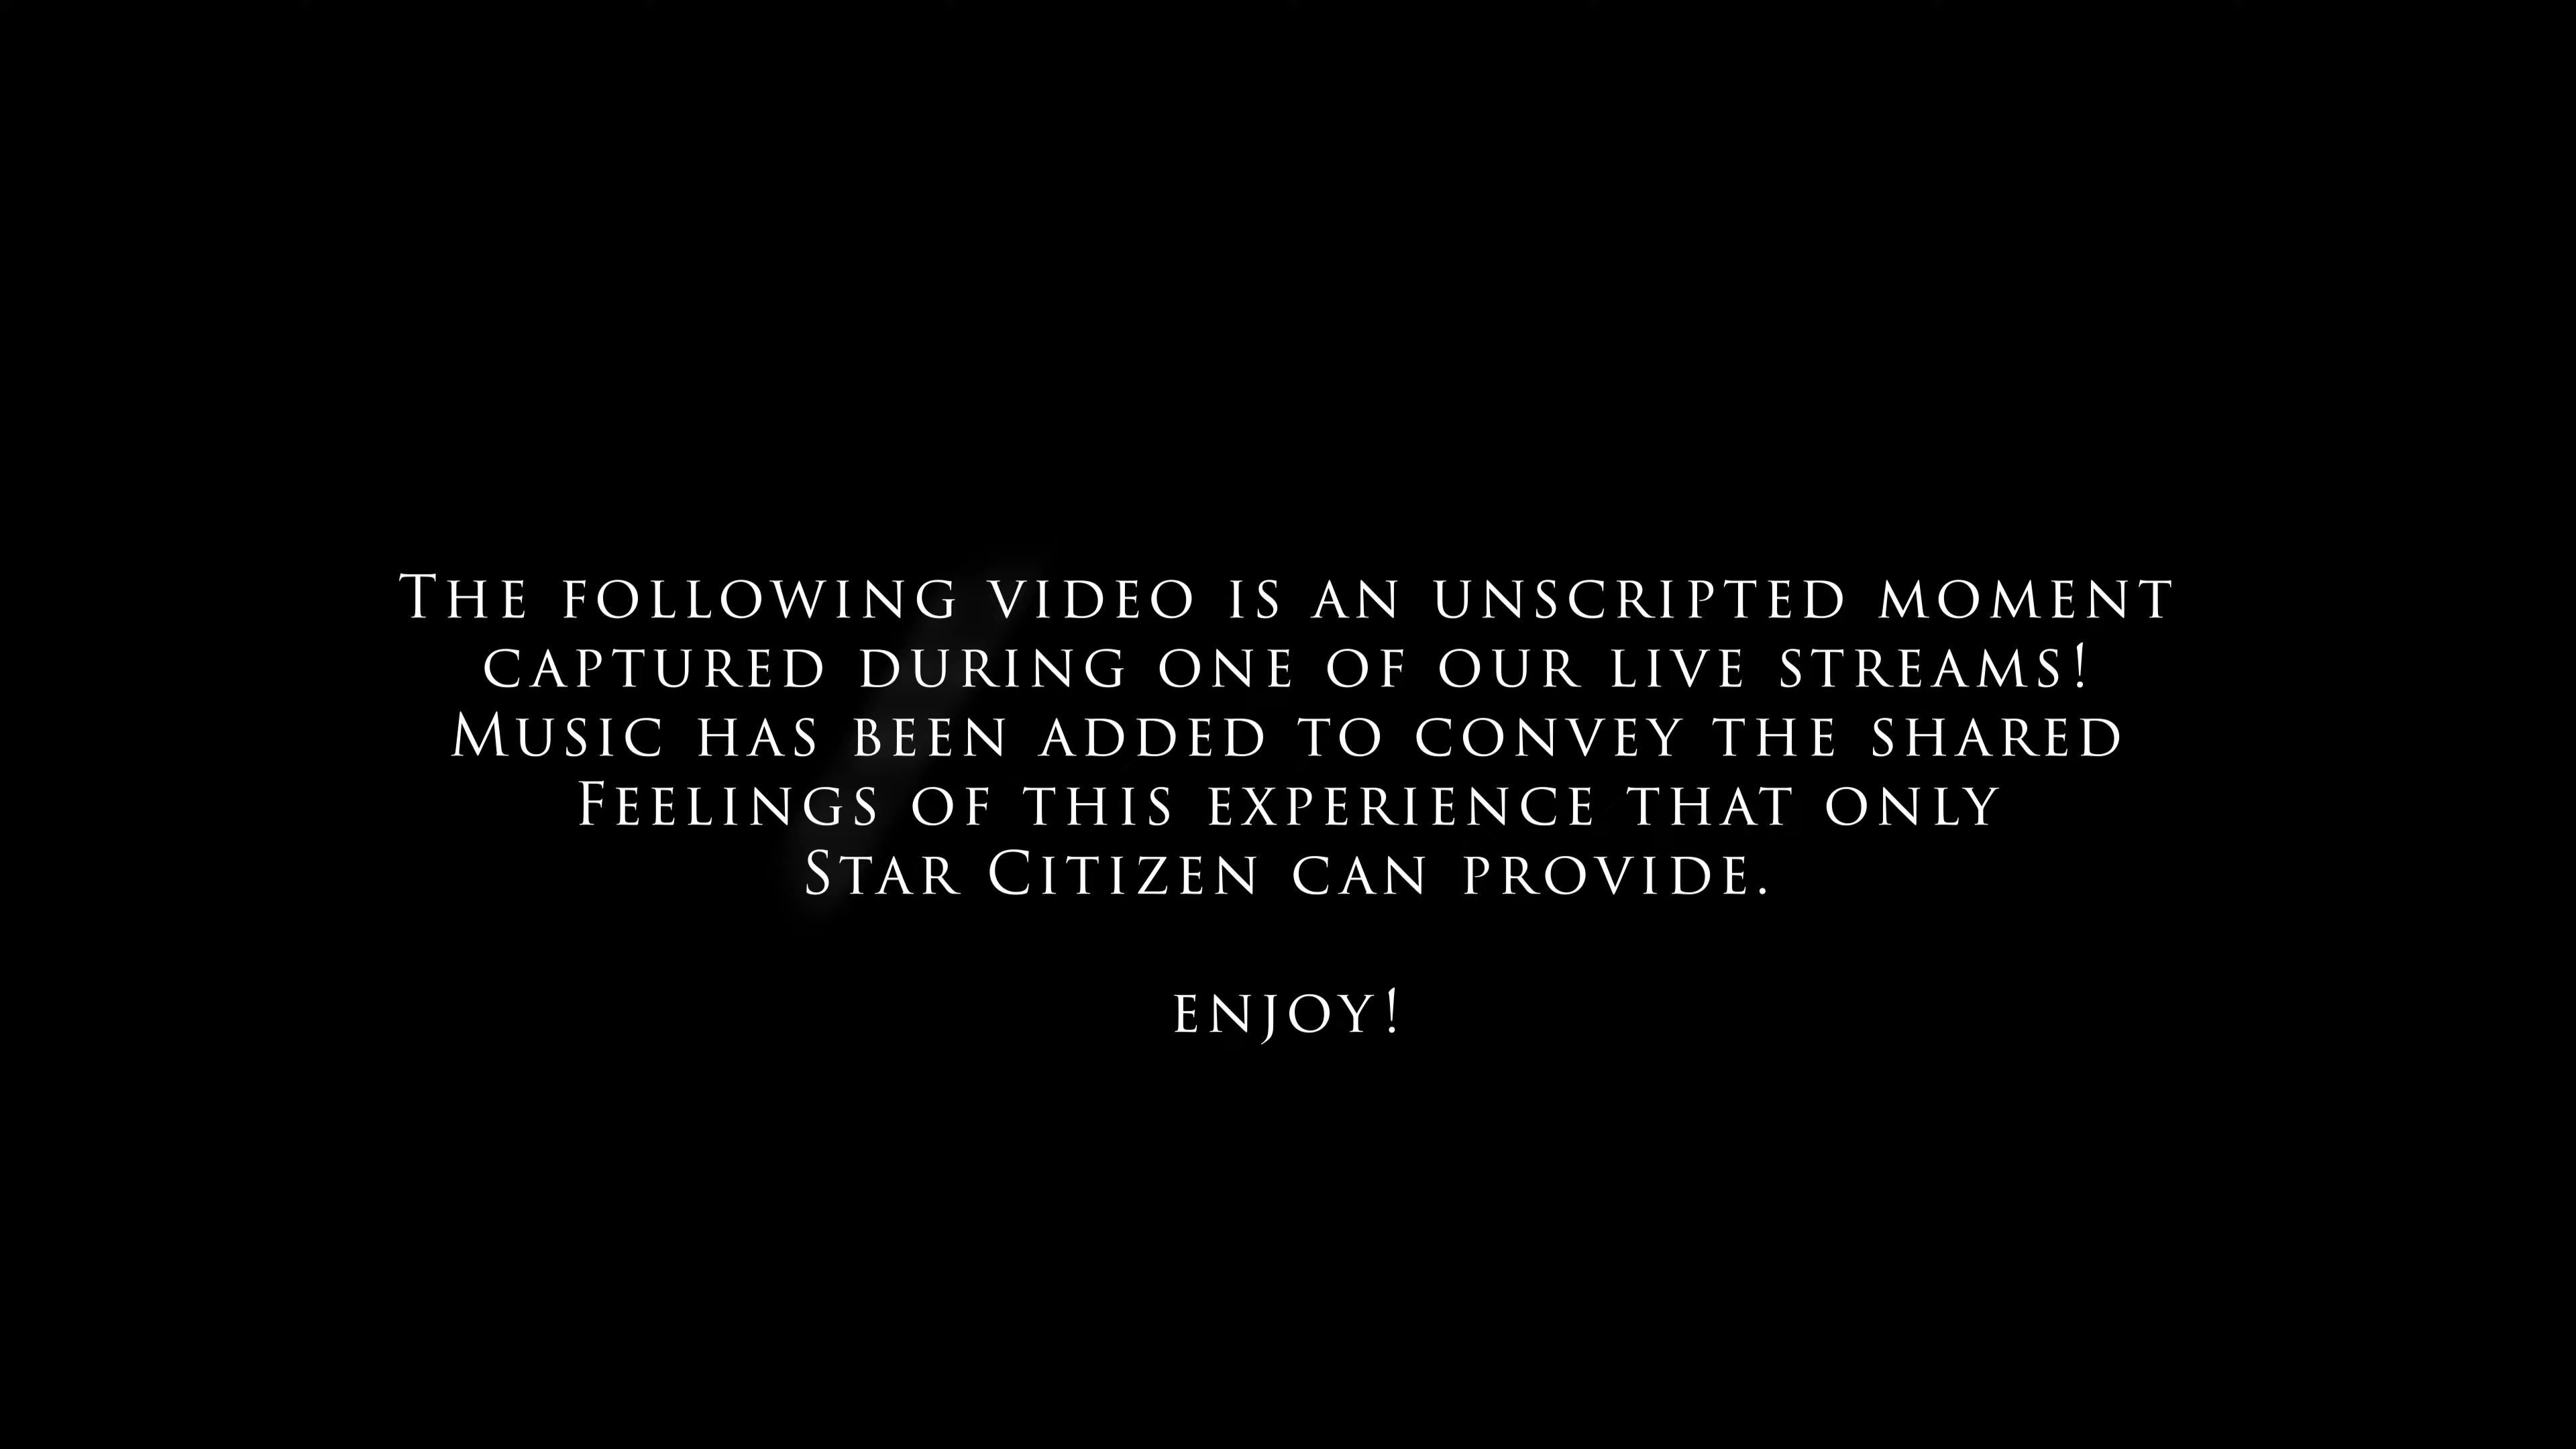 The following video is an unscripted moment
captured during one of our live streams!
Music has been added to convey the shared
Feelings of this experience that only
Star Citizen can provide.
enjoy!